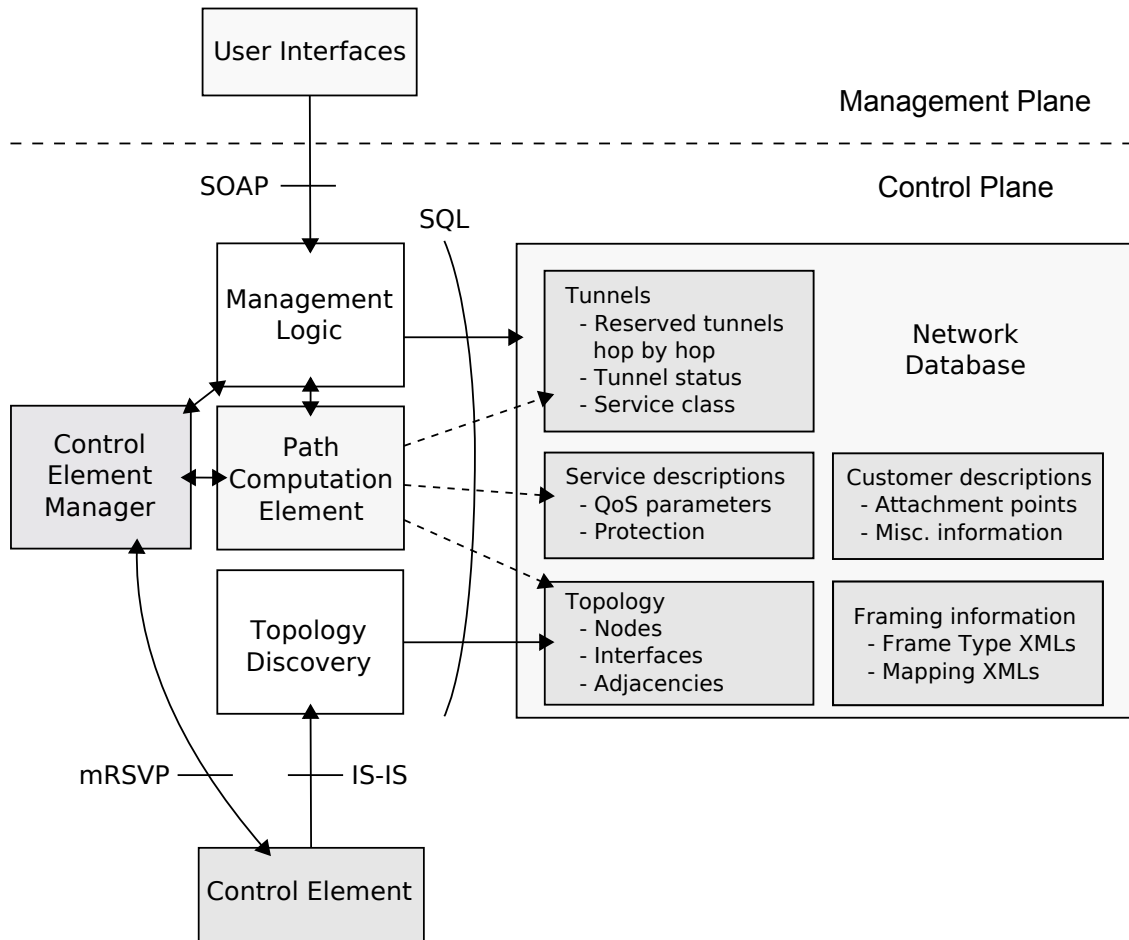 User Interfaces
Management Plane
SOAP
Control Plane
SQL
Management
Logic
Tunnels
- Reserved tunnels
hop by hop
- Tunnel status
- Service class
Network
Database
Control
Element
Manager
Path
Computation
Element
Service descriptions
- QoS parameters
- Protection
Customer descriptions
- Attachment points
- Misc. information
Topology
Discovery
Topology
- Nodes
- Interfaces
- Adjacencies
Framing information
- Frame Type XMLs
- Mapping XMLs
mRSVP
IS-IS
Control Element